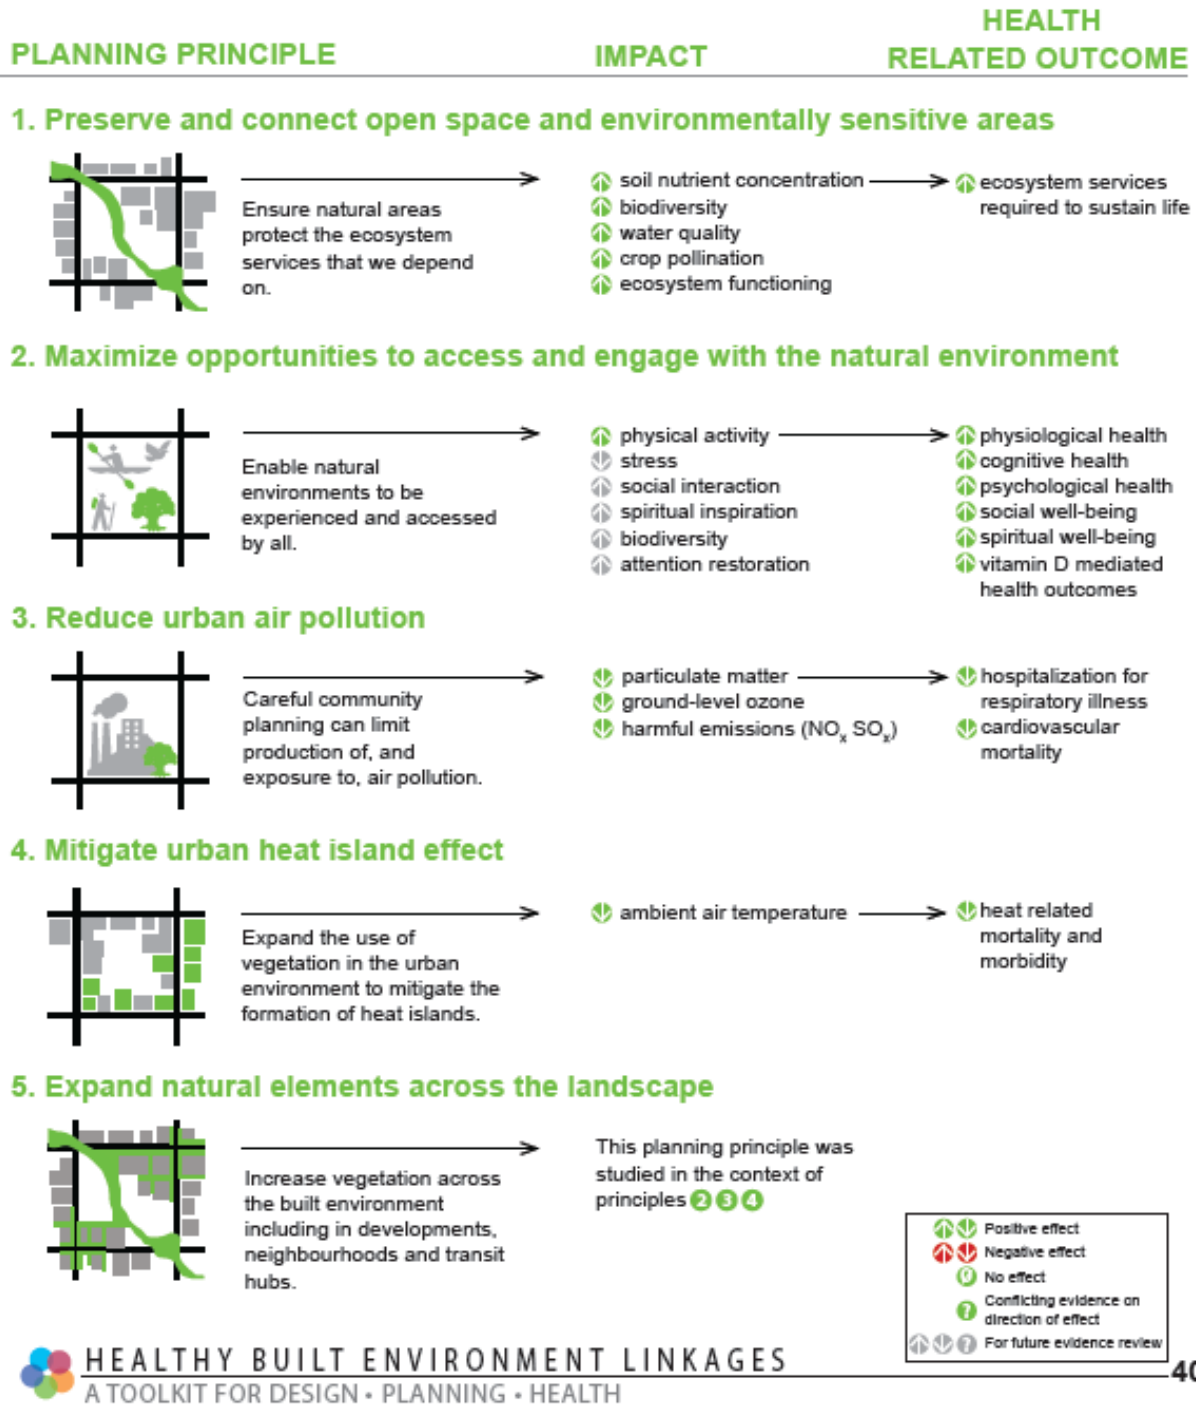 PLANNING PRINCIPLE
IMPACT
HEALTH
RELATED OUTCOME
1. Preserve and connect open space and environmentally sensitive areas
Ensure natural areas
protect the ecosystem
services that we depend
on.
soil nutrient concentration
biodiversity
water quality
crop pollination
ecosystem functioning
ecosystem services
required to sustain life
2. Maximize opportunities to access and engage with the natural environment
Enable natural
environments to be
experienced and accessed
by all.
physical activity
stress
social interaction
spiritual inspiration
biodiversity
attention restoration
physiological health
cognitive health
psychological health
social well-being
spiritual well-being
vitamin D mediated
health outcomes
3. Reduce urban air pollution
Careful community
planning can limit
production of, and
exposure to, air pollution.
particulate matter
ground-level ozone
harmful emissions (NOx SOx)
hospitalization for
respiratory illness
cardiovascular
mortality
4. Mitigate urban heat island effect
Expand the use of
vegetation in the urban
environment to mitigate the
formation of heat islands.
ambient air temperature
heat related
mortality and
morbidity
5. Expand natural elements across the landscape
Increase vegetation across
the built environment
including in developments,
neighbourhoods and transit
hubs.
This planning principle was
studied in the context of
principles 2 3 4
Positive effect
Negative effect
No effect
? Conflicting evidence on
direction of effect
? For future evidence review
HEALTHY BUILT ENVIRONMENT LINKAGES
A TOOLKIT FOR DESIGN • PLANNING • HEALTH
40